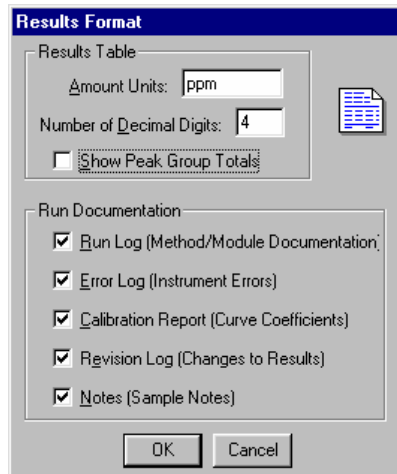 Results Format
Results Table
Amount Units: ppm
Number of Decimal Digits: 4
Show Peak Group Totals
Run Documentation
Run Log (Method/Module Documentation)
Error Log (Instrument Errors)
Calibration Report (Curve Coefficients)
Revision Log (Changes to Results)
Notes (Sample Notes)
OK Cancel